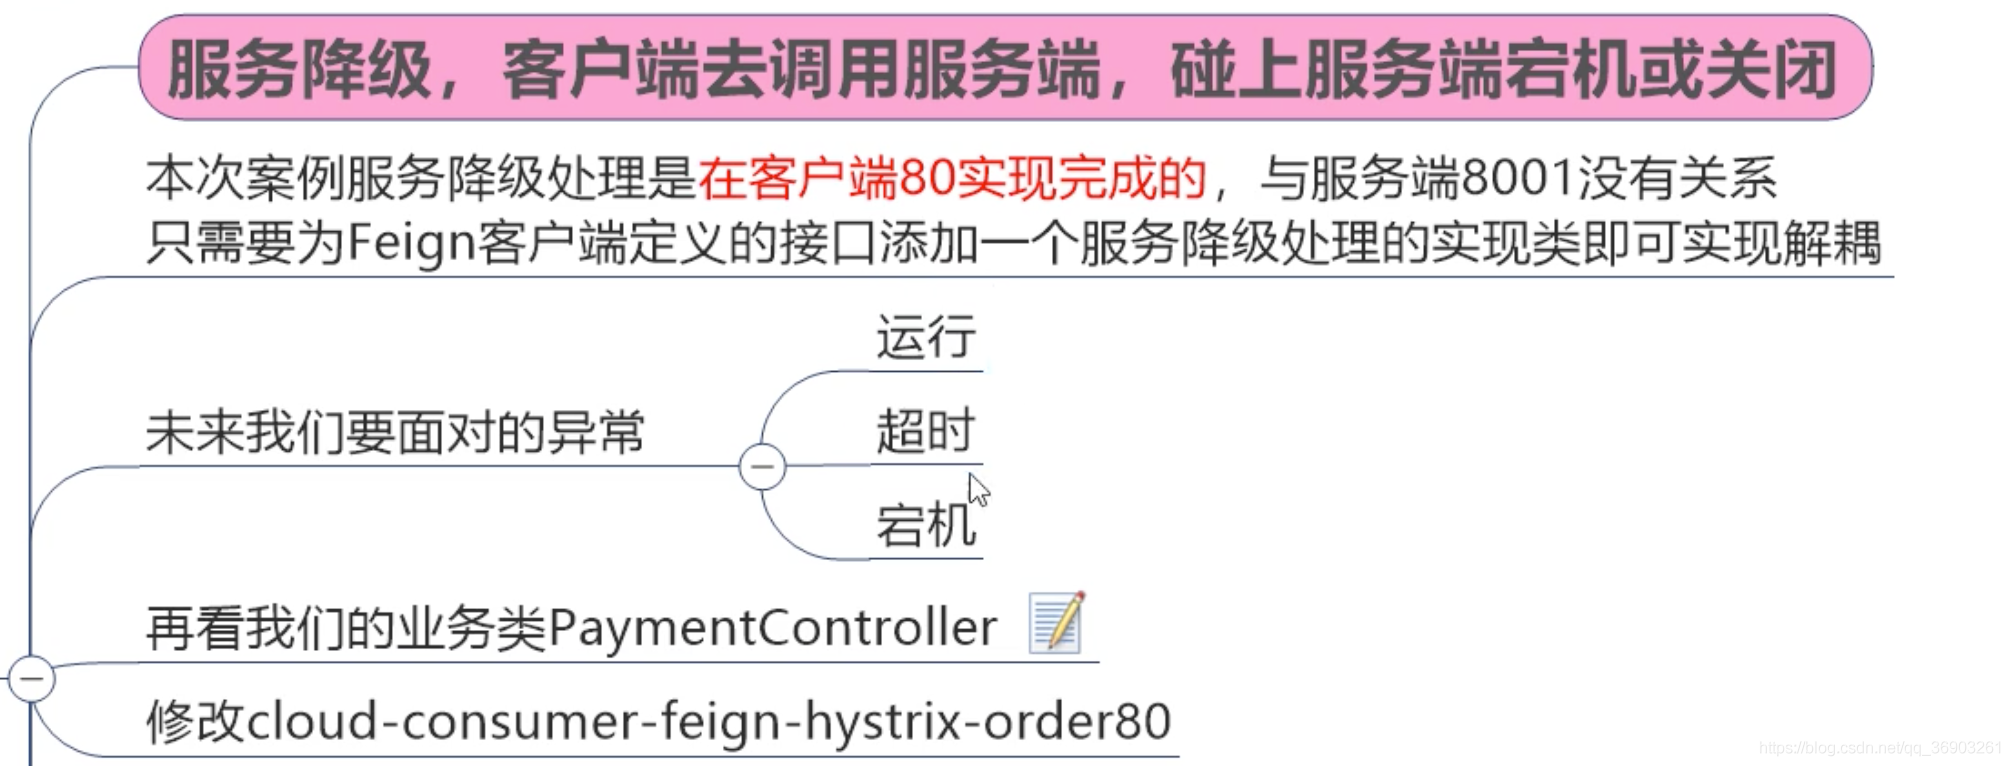 服务降级，客户端去调用服务端，碰上服务端宕机或关闭
本次案例服务降级处理是在客户端80实现完成的，与服务端8001没有关系
只需要为Feign客户端定义的接口添加一个服务降级处理的实现类即可实现解耦
运行
未来我们要面对的异常
超时
宕机
再看我们的业务类PaymentController
修改cloud-consumer-feign-hystrix-order80
https://blog.csdn.net/qq_36903261